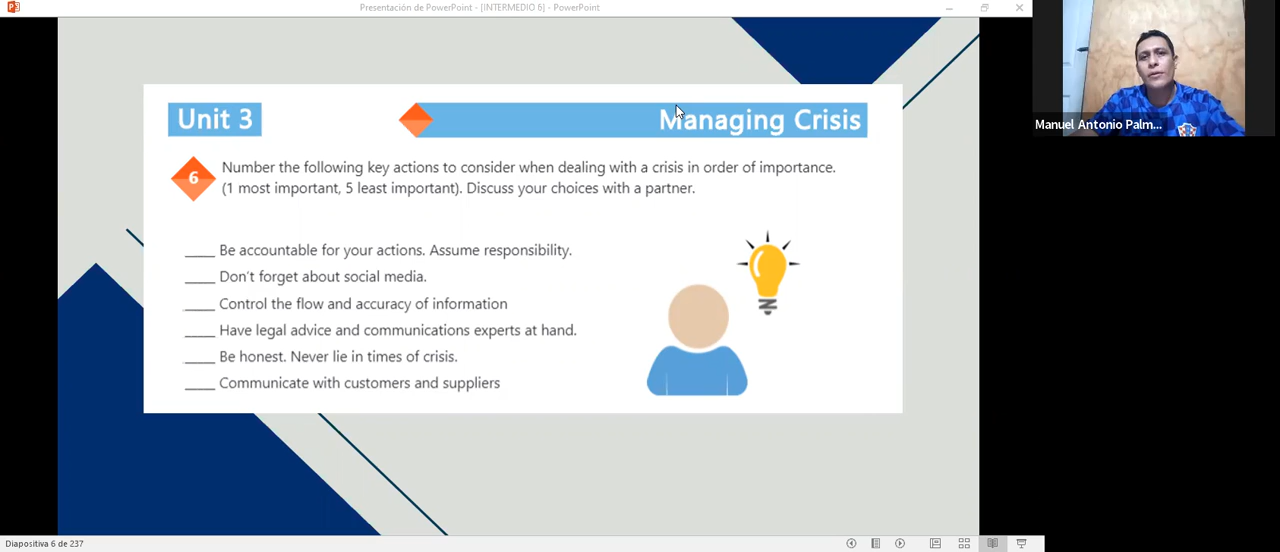 Presentación de PowerPoint - [INTERMEDIO 6] - PowerPoint
Unit 3
Managing Crisis
6
Number the following key actions to consider when dealing with a crisis in order of importance.
(1 most important, 5 least important). Discuss your choices with a partner.
____ Be accountable for your actions. Assume responsibility.
____ Don't forget about social media.
____ Control the flow and accuracy of information
____ Have legal advice and communications experts at hand.
____ Be honest. Never lie in times of crisis.
____ Communicate with customers and suppliers
Manuel Antonio Palm...
Diapositiva 6 de 237